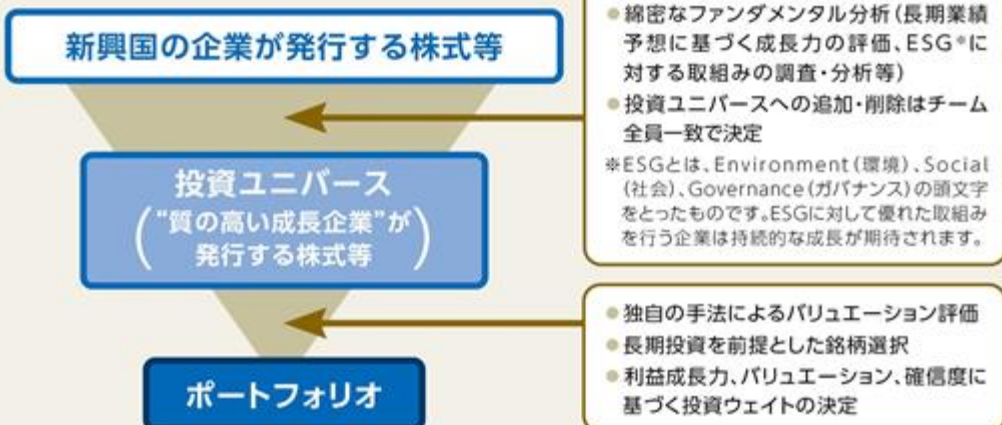 新興国の企業が発行する株式等
投資ユニバース
(“質の高い成長企業”が
発行する株式等)
ポートフォリオ
●綿密なファンダメンタル分析(長期業績
予想に基づく成長力の評価、ESG※に
対する取組みの調査・分析等)
●投資ユニバースへの追加・削除はチーム
全員一致で決定
※ESGとは、Environment(環境)、Social
(社会)、Governance(ガバナンス)の頭文字
をとったものです。ESGに対して優れた取組み
を行う企業は持続的な成長が期待されます。
●独自の手法によるバリュエーション評価
●長期投資を前提とした銘柄選択
●利益成長力、バリュエーション、確信度に
基づく投資ウェイトの決定